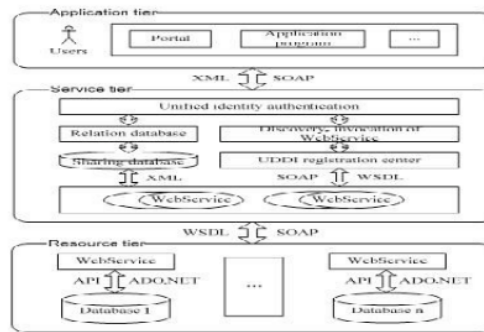 Application tier
Portal
Application program
...
Users
XML SOAP
Service tier
Unified identity authentication
Relation database
Discovery, invocation of WebService
Sharing database
UDDI registration center
XML
SOAP WSDL
WebService
WebService
WSDL SOAP
Resource tier
WebService
...
WebService
API ADO.NET
API ADO.NET
Database 1
Database n